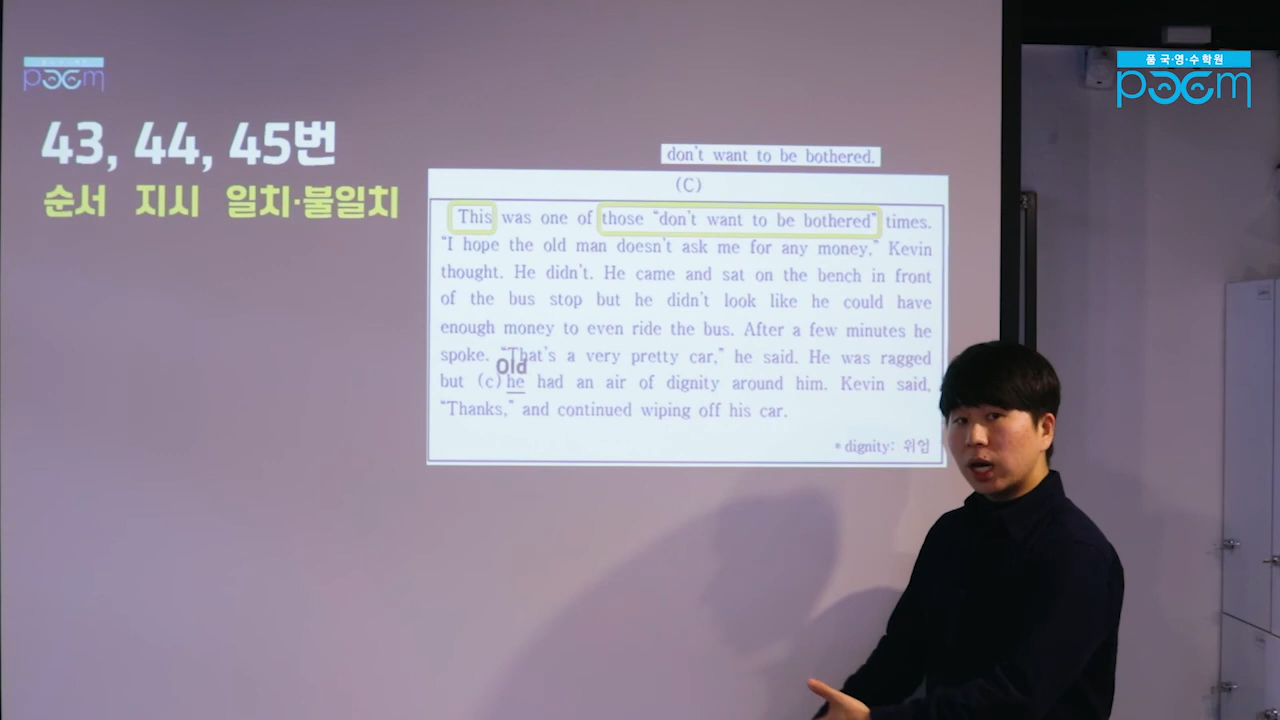 품 국·영·수학원
poem
poem
43, 44, 45번
순서 지시 일치·불일치
don't want to be bothered.
(C)
This was one of those "don't want to be bothered" times.
"I hope the old man doesn't ask me for any money," Kevin
thought. He didn't. He came and sat on the bench in front
of the bus stop but he didn't look like he could have
enough money to even ride the bus. After a few minutes he
spoke. "That's a very pretty car," he said. He was ragged
Old
but (c) he had an air of dignity around him. Kevin said,
"Thanks," and continued wiping off his car.
* dignity: 위엄